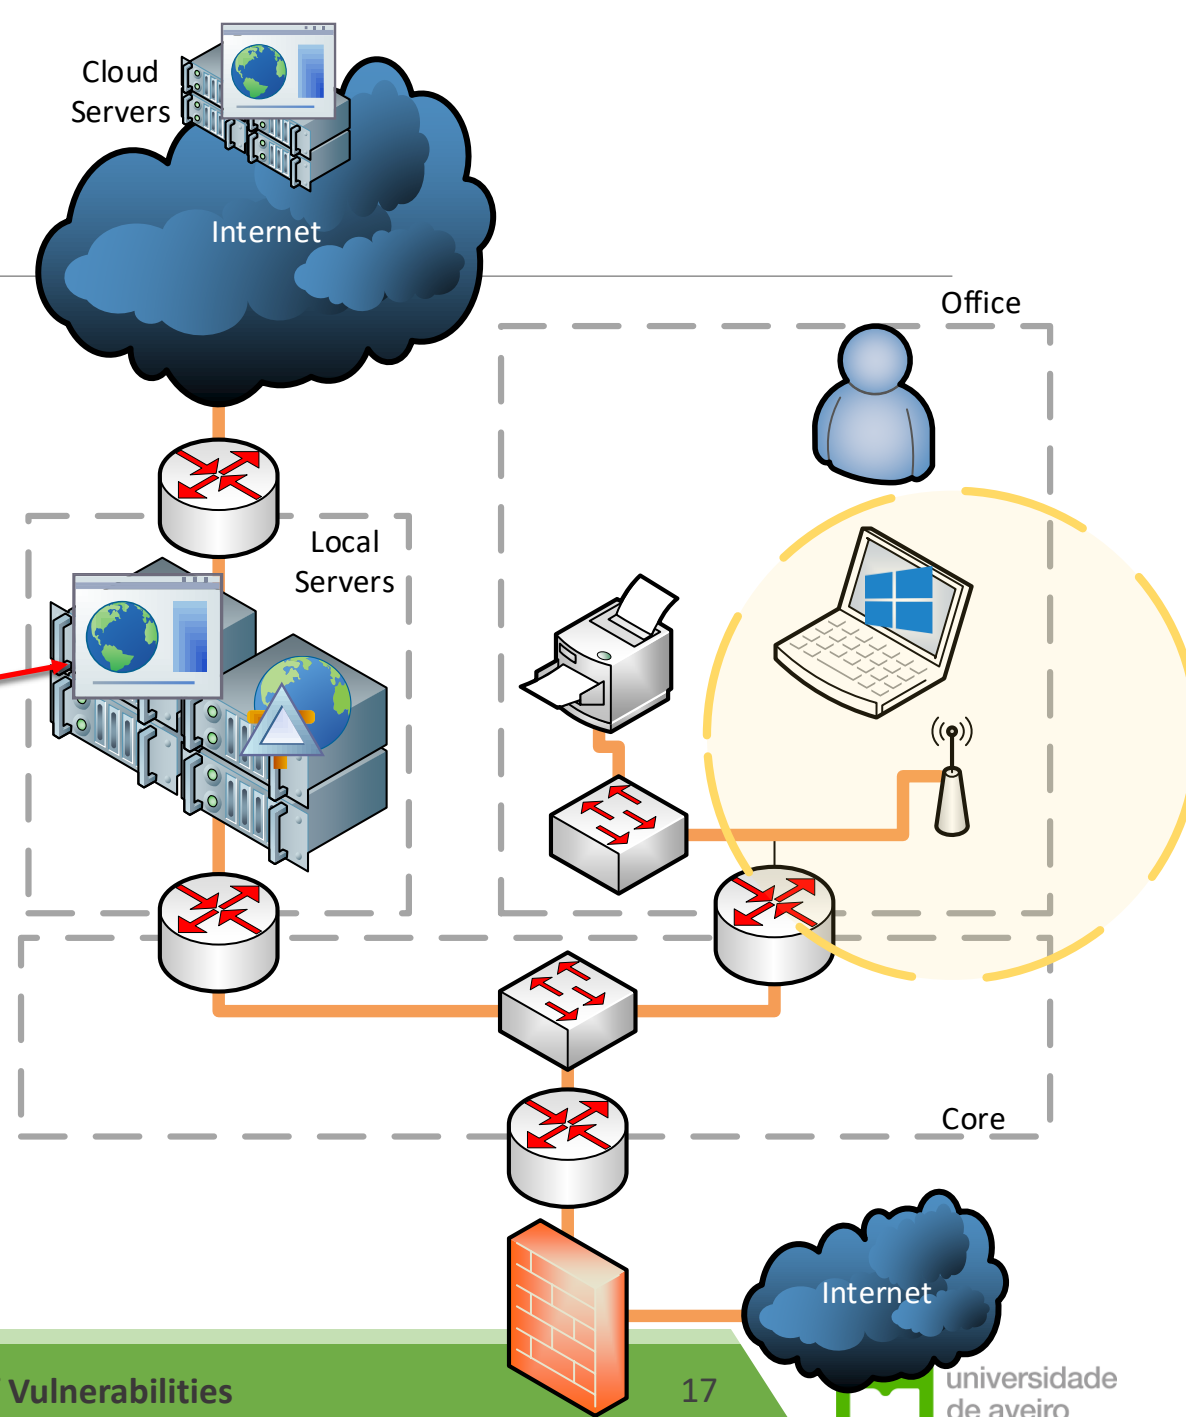 Cloud
Servers
Internet
Office
Local
Servers
Core
Internet
Vulnerabilities
17
universidade
de aveiro